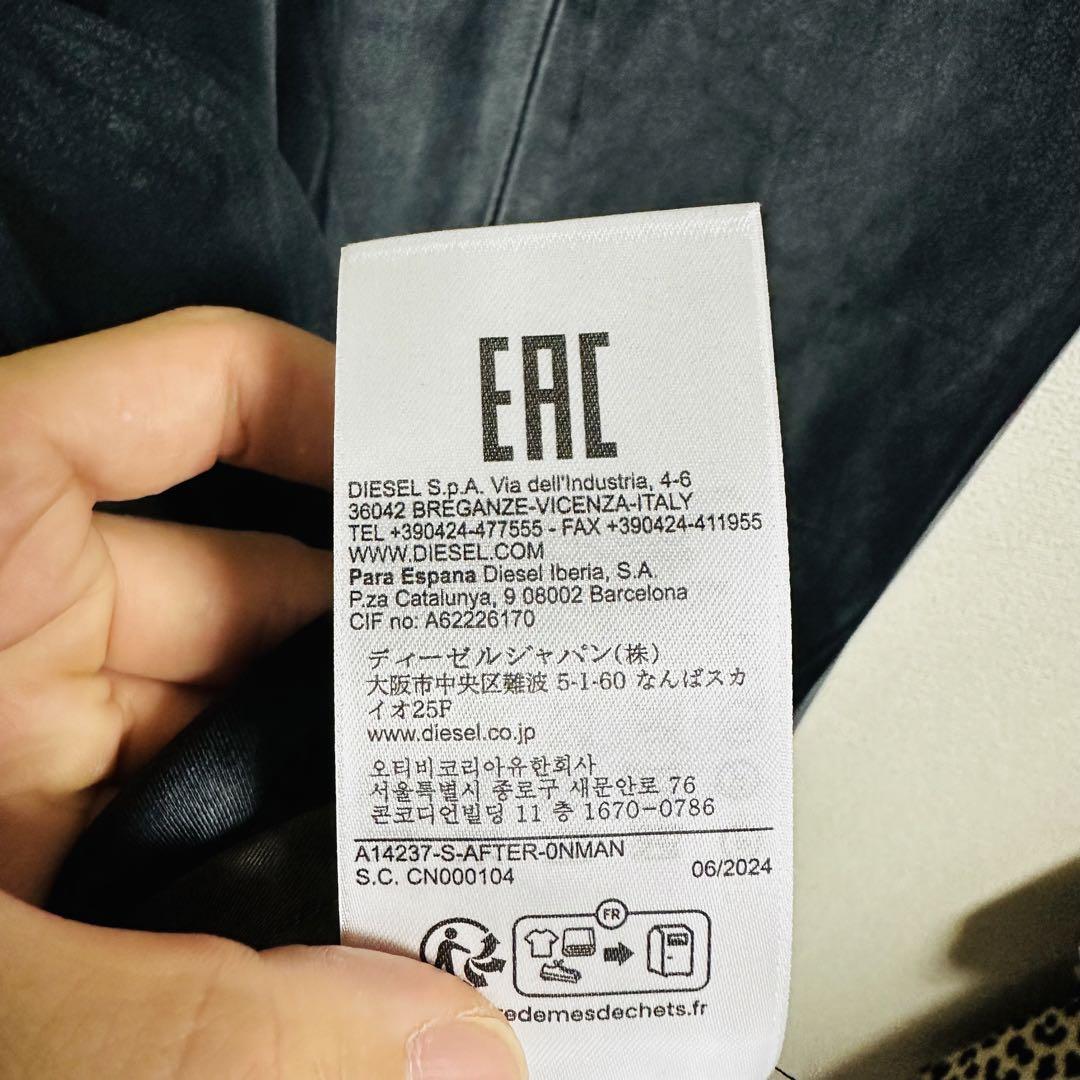 EAC
DIESEL S.p.A. Via dell'Industria, 4-6
36042 BREGANZE-VICENZA-ITALY
TEL +390424-477555 - FAX +390424-411955
WWW.DIESEL.COM
Para Espana Diesel Iberia, S.A
P.za Catalunya, 9 08002 Barcelona
CIF no: A62226170
ディーゼルジャパン(株)
大阪市中央区難波 5-1-60 なんばスカ
イオ25F
www.diesel.co.jp
오티비코리아유한회사
서울특별시 종로구 새문안로 76
콘코디언빌딩 11 층 1670-0786
A14237-S-AFTER-0NMAN
S.C. CN000104
06/2024
FR